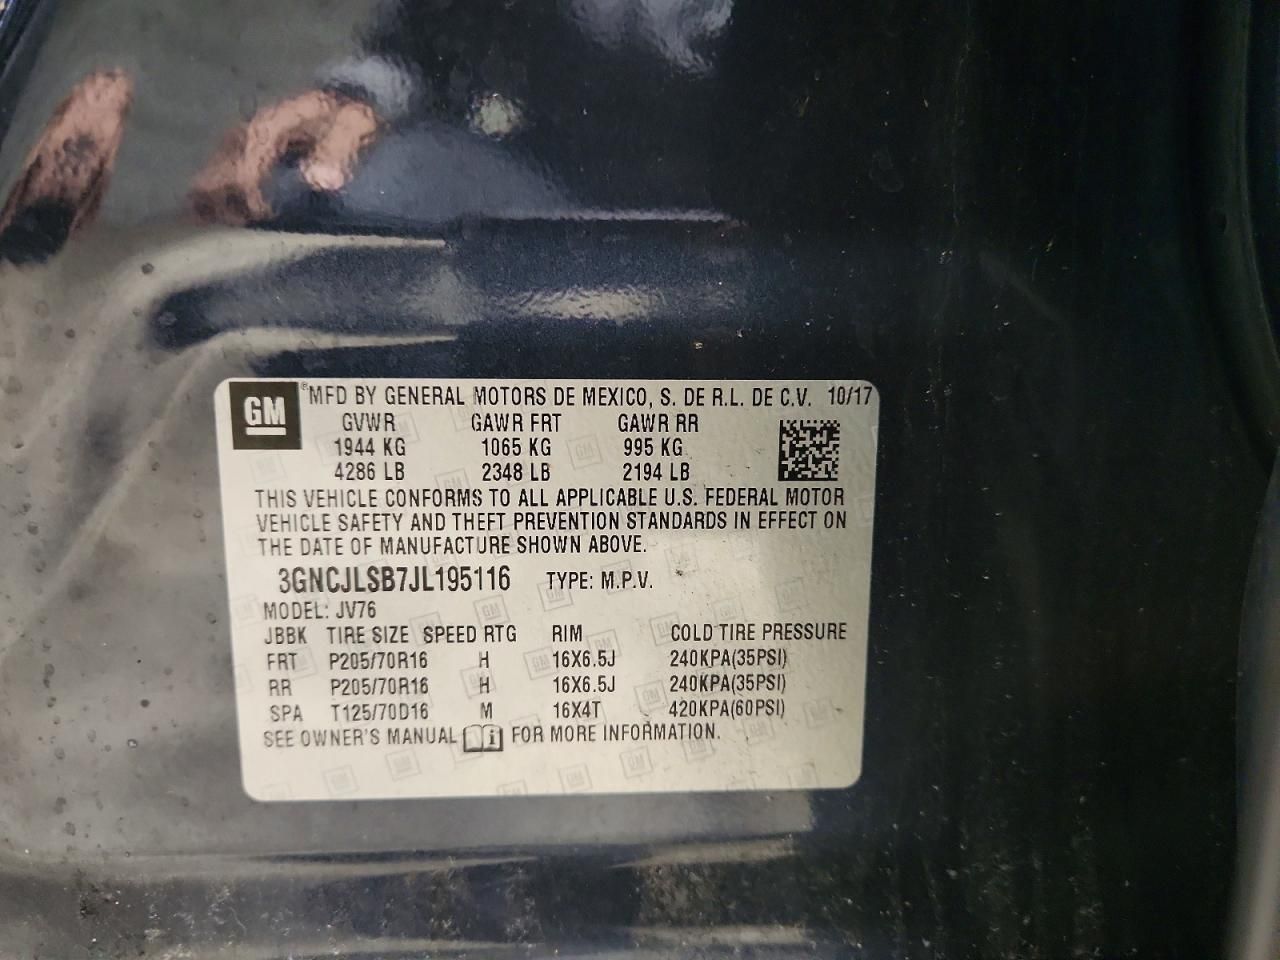 GM ®MFD BY GENERAL MOTORS DE MEXICO, S. DE R.L. DE C.V. 10/17
GVWR GAWR FRT GAWR RR
1944 KG 1065 KG 995 KG
4286 LB 2348 LB 2194 LB
THIS VEHICLE CONFORMS TO ALL APPLICABLE U.S. FEDERAL MOTOR
VEHICLE SAFETY AND THEFT PREVENTION STANDARDS IN EFFECT ON
THE DATE OF MANUFACTURE SHOWN ABOVE.
3GNCJLSB7JL195116 TYPE: M.P.V.
MODEL: JV76
JBBK TIRE SIZE SPEED RTG RIM COLD TIRE PRESSURE
FRT P205/70R16 H 16X6.5J 240KPA(35PSI)
RR P205/70R16 H 16X6.5J 240KPA(35PSI)
SPA T125/70D16 M 16X4T 420KPA(60PSI)
SEE OWNER'S MANUAL i FOR MORE INFORMATION.